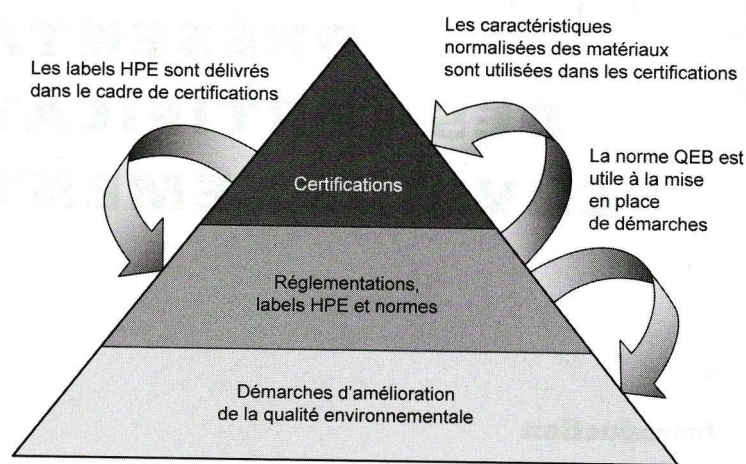 Les labels HPE sont délivrés
dans le cadre de certifications
Les caractéristiques
normalisées des matériaux
sont utilisées dans les certifications
La norme QEB est
utile à la mise
en place
de démarches
Certifications
Réglementations,
labels HPE et normes
Démarches d'amélioration
de la qualité environnementale